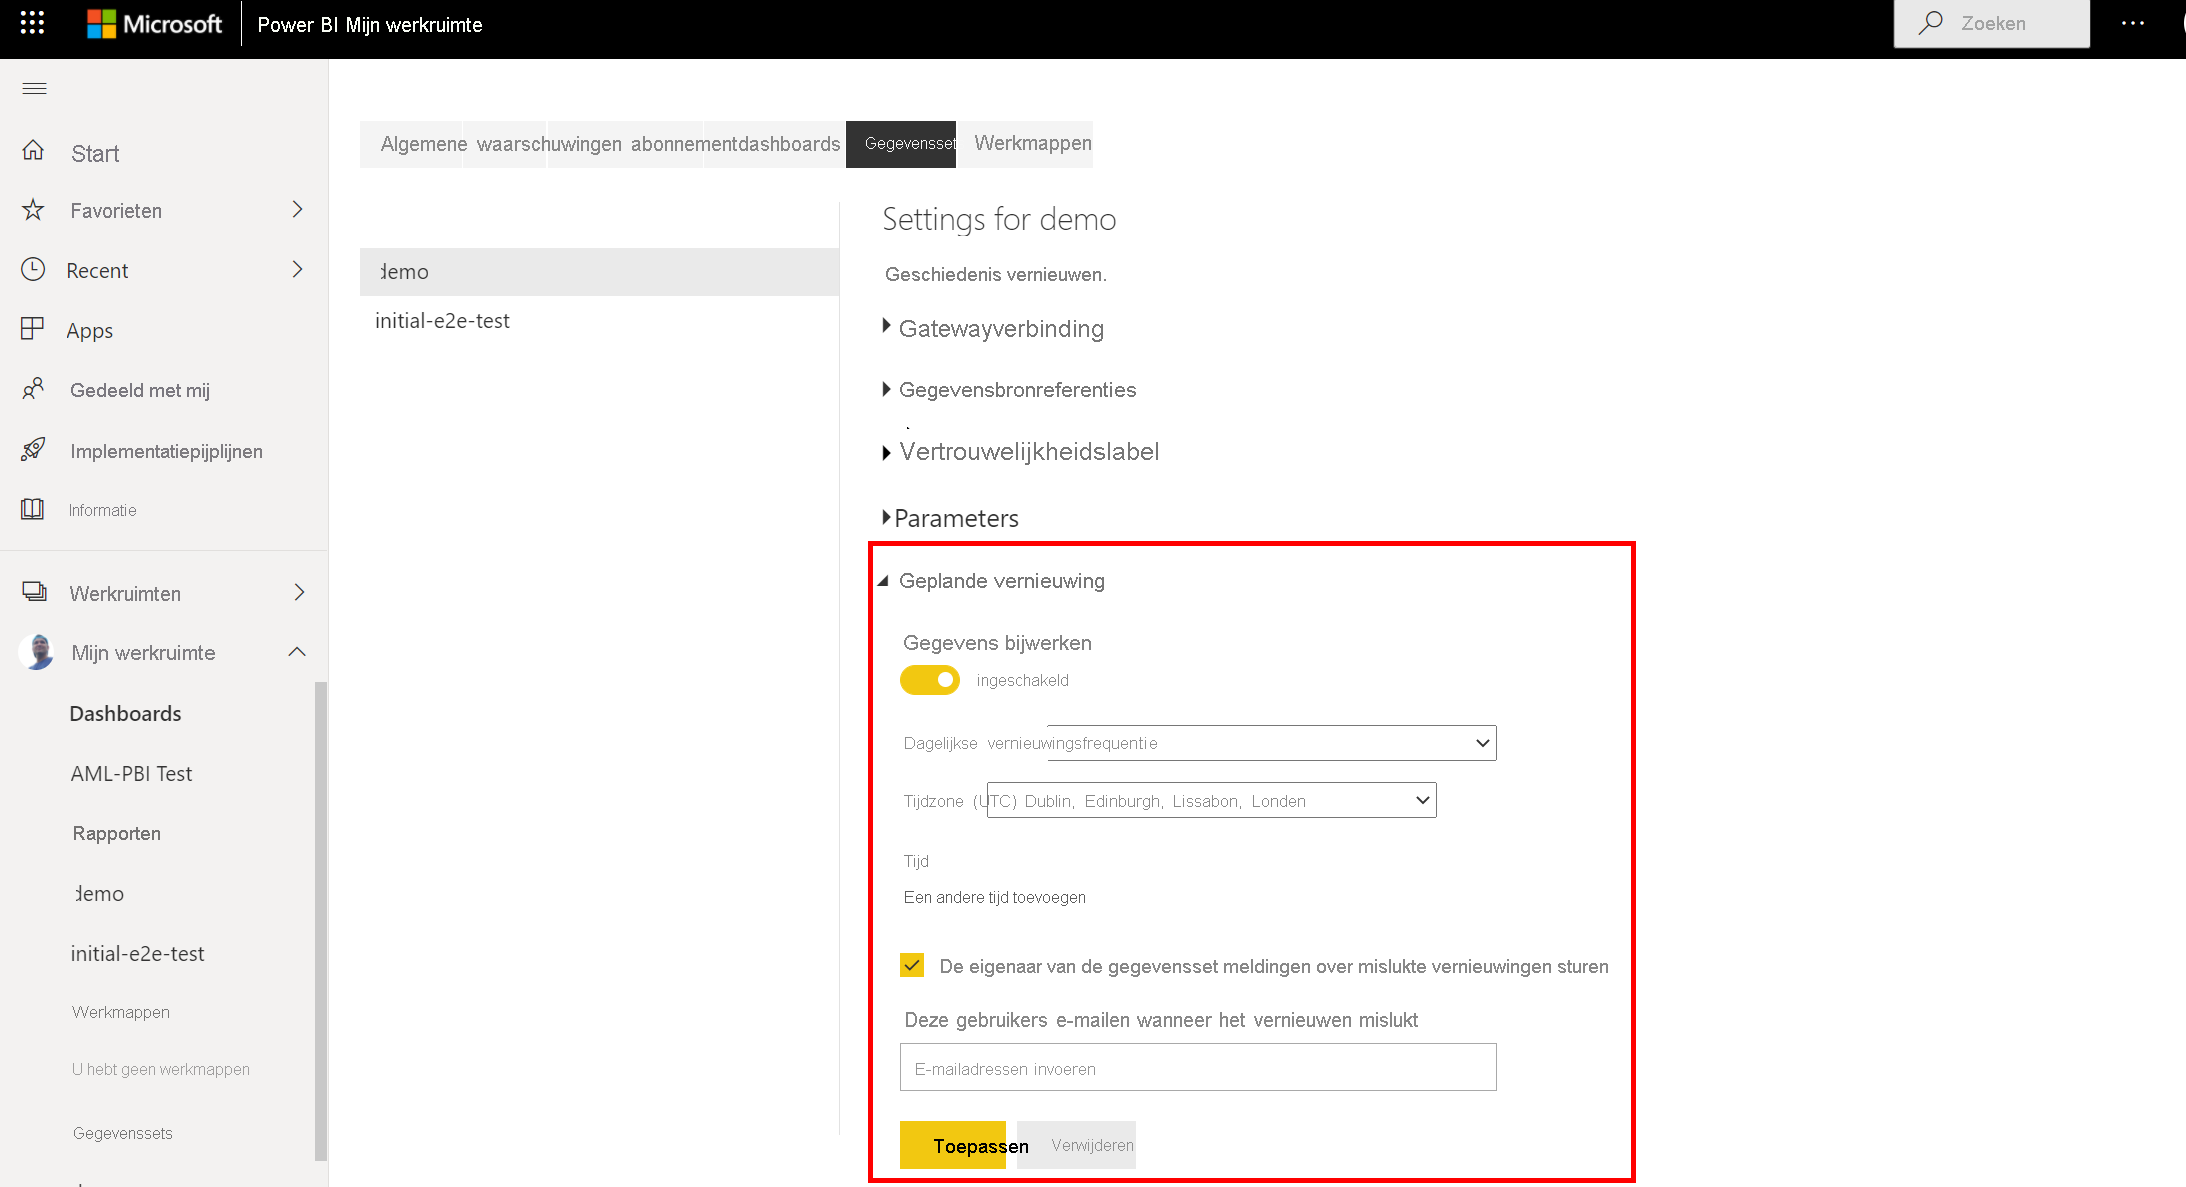 Microsoft
Power BI Mijn werkruimte
Zoeken
Start
Favorieten
Recent
Apps
Gedeeld met mij
Implementatiepijplijnen
Informatie
Werkruimten
Mijn werkruimte
Dashboards
AML-PBI Test
Rapporten
demo
initial-e2e-test
Werkmappen
U hebt geen werkmappen
Gegevenssets
Algemene waarschuwingen abonnementdashboards Gegevensset Werkmappen
demo
initial-e2e-test
Settings for demo
Geschiedenis vernieuwen.
Gatewayverbinding
Gegevensbronreferenties
Vertrouwelijkheidslabel
Parameters
Geplande vernieuwing
Gegevens bijwerken
ingeschakeld
Dagelijkse vernieuwingsfrequentie
Tijdzone (UTC) Dublin, Edinburgh, Lissabon, Londen
Tijd
Een andere tijd toevoegen
De eigenaar van de gegevensset meldingen over mislukte vernieuwingen sturen
Deze gebruikers e-mailen wanneer het vernieuwen mislukt
E-mailadressen invoeren
Toepassen
Verwijderen